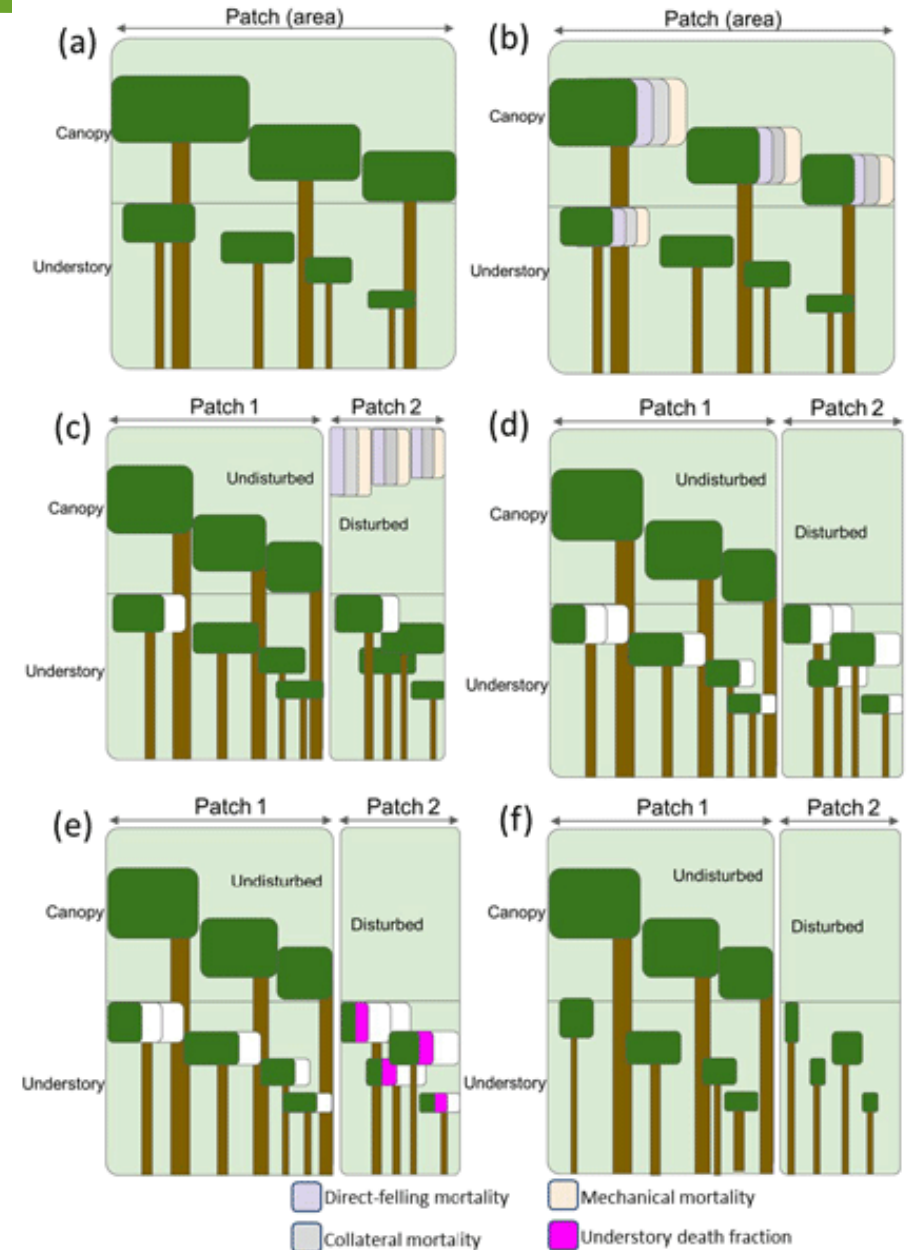 Patch (area)
(a)
Canopy
Understory
Patch (area)
(b)
Canopy
Understory
Patch 1
Patch 2
(c)
Undisturbed
Canopy
Disturbed
Understory
Patch 1
Patch 2
(d)
Undisturbed
Canopy
Disturbed
Understory
Patch 1
Patch 2
(e)
Undisturbed
Canopy
Disturbed
Understory
Patch 1
Patch 2
(f)
Undisturbed
Canopy
Disturbed
Understory
Direct-felling mortality
Mechanical mortality
Collateral mortality
Understory death fraction